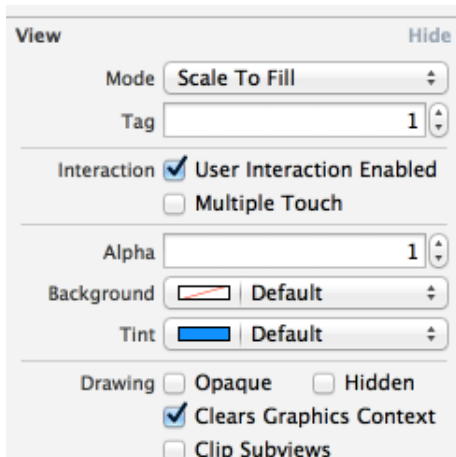 View Hide
Mode Scale To Fill
Tag 1
Interaction User Interaction Enabled
Multiple Touch
Alpha 1
Background Default
Tint Default
Drawing Opaque Hidden
Clears Graphics Context
Clip Subviews